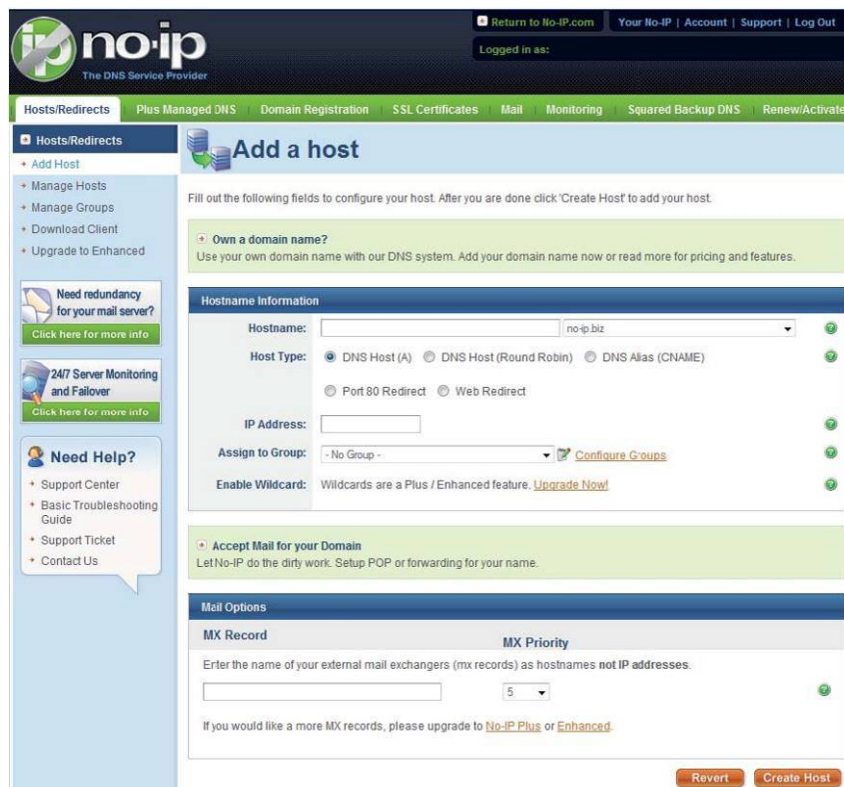 no-ip
The DNS Service Provider
Return to No-IP.com
Your No-IP | Account | Support | Log Out
Logged in as:
Hosts/Redirects
Plus Managed DNS
Domain Registration
SSL Certificates
Mail
Monitoring
Squared Backup DNS
Renew/Activate
Hosts/Redirects
Add Host
Manage Hosts
Manage Groups
Download Client
Upgrade to Enhanced
Need redundancy
for your mail server?
Click here for more info
24/7 Server Monitoring
and Failover
Click here for more info
Need Help?
Support Center
Basic Troubleshooting
Guide
Support Ticket
Contact Us
Add a host
Fill out the following fields to configure your host. After you are done click 'Create Host' to add your host.
Own a domain name?
Use your own domain name with our DNS system. Add your domain name now or read more for pricing and features.
Hostname Information
Hostname: no-ip.biz
Host Type: DNS Host (A) DNS Host (Round Robin) DNS Alias (CNAME)
Port 80 Redirect Web Redirect
IP Address:
Assign to Group: - No Group - Configure Groups
Enable Wildcard: Wildcards are a Plus / Enhanced feature. Upgrade Now!
Accept Mail for your Domain
Let No-IP do the dirty work. Setup POP or forwarding for your name.
Mail Options
MX Record
MX Priority
Enter the name of your external mail exchangers (mx records) as hostnames not IP addresses.
5
If you would like a more MX records, please upgrade to No-IP Plus or Enhanced.
Revert
Create Host